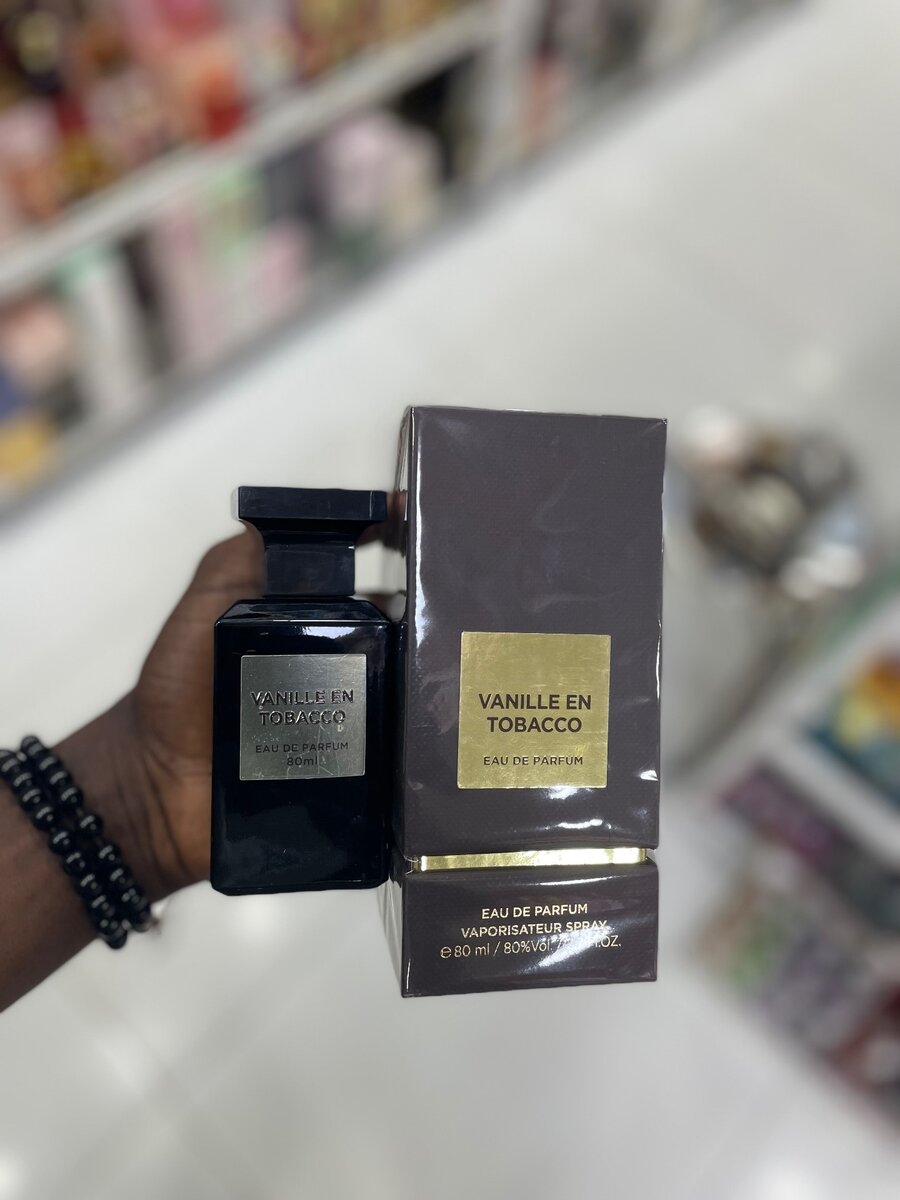 VANILLE EN
TOBACCO
EAU DE PARFUM
80ml
VANILLE EN
TOBACCO
EAU DE PARFUM
EAU DE PARFUM
VAPORISATEUR SPRAY
℮ 80 ml / 80%Vol. / OZ.